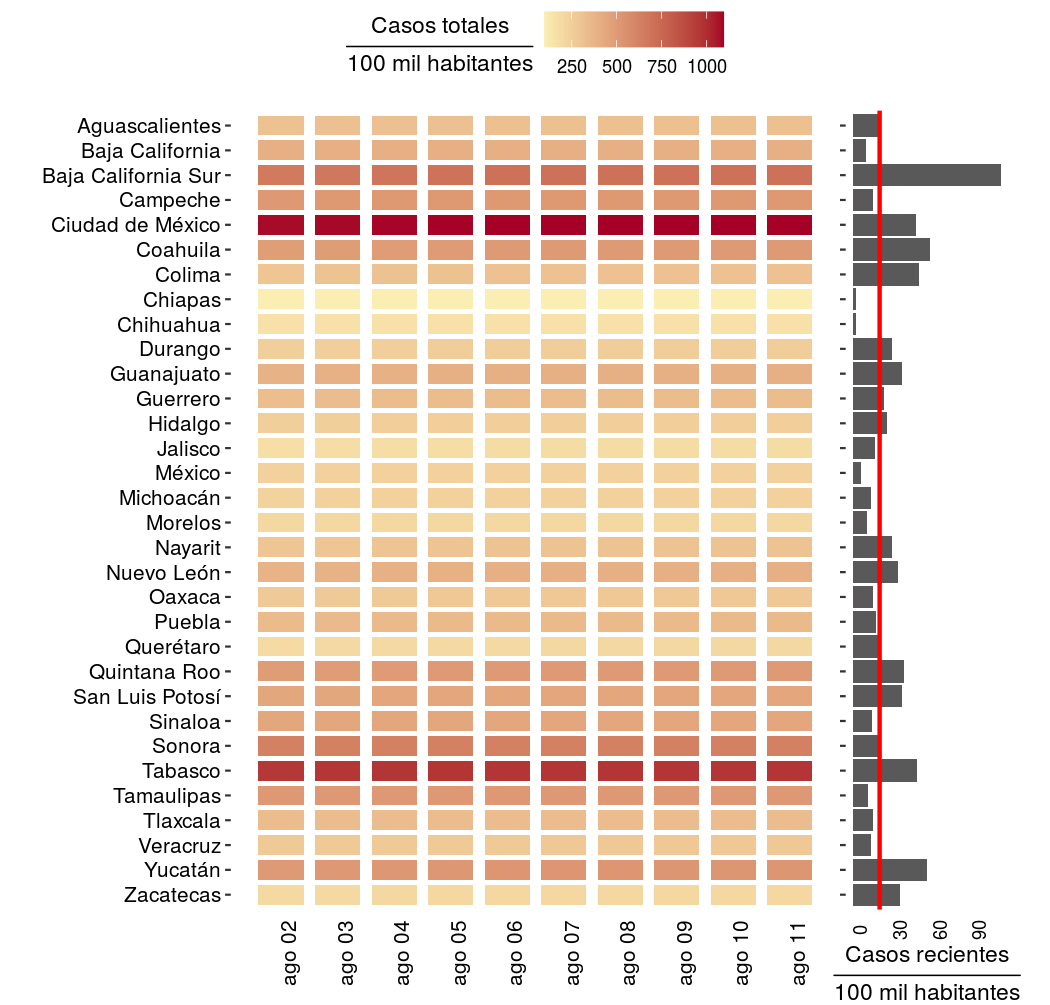 Casos totales
100 mil habitantes
250 500 750 1000
Aguascalientes
Baja California
Baja California Sur
Campeche
Ciudad de México
Coahuila
Colima
Chiapas
Chihuahua
Durango
Guanajuato
Guerrero
Hidalgo
Jalisco
México
Michoacán
Morelos
Nayarit
Nuevo León
Oaxaca
Puebla
Querétaro
Quintana Roo
San Luis Potosí
Sinaloa
Sonora
Tabasco
Tamaulipas
Tlaxcala
Veracruz
Yucatán
Zacatecas
ago 02
ago 03
ago 04
ago 05
ago 06
ago 07
ago 08
ago 09
ago 10
ago 11
0
30
60
90
Casos recientes
100 mil habitantes